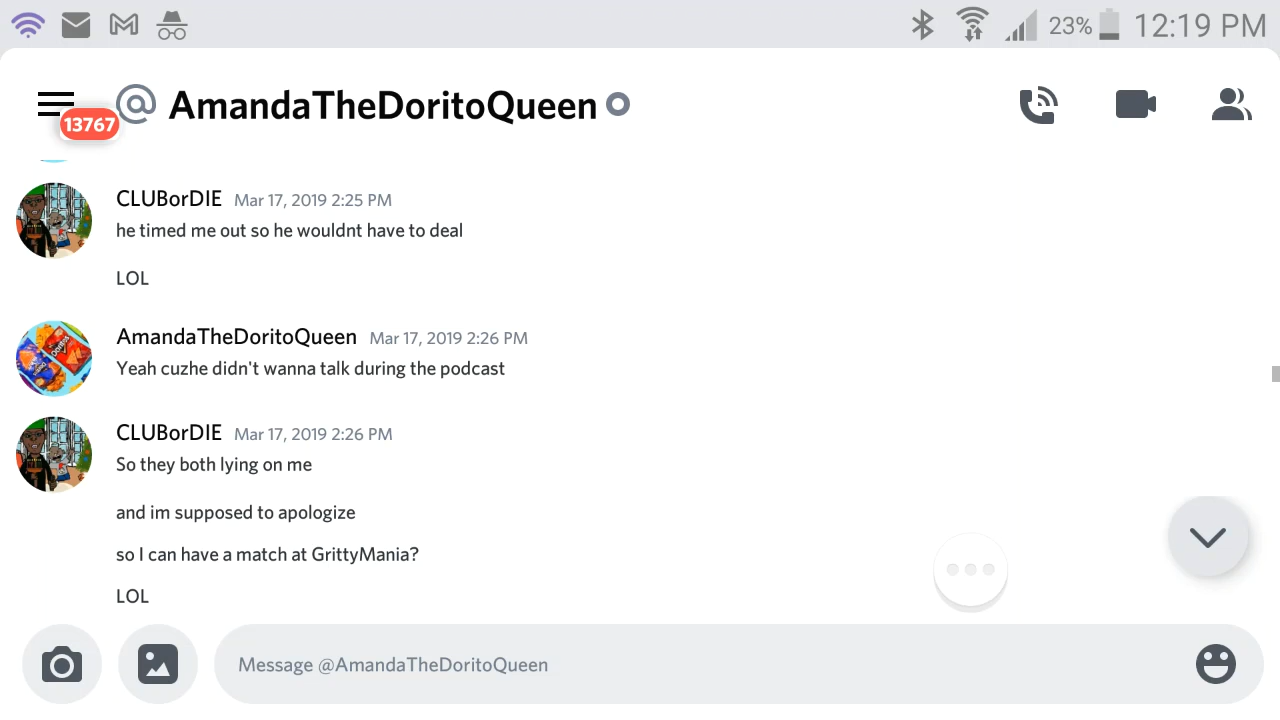 23% 12:19 PM
AmandaTheDoritoQueen
13767
CLUBorDIE Mar 17, 2019 2:25 PM
he timed me out so he wouldnt have to deal
LOL
AmandaTheDoritoQueen Mar 17, 2019 2:26 PM
Yeah cuzhe didn't wanna talk during the podcast
CLUBorDIE Mar 17, 2019 2:26 PM
So they both lying on me
and im supposed to apologize
so I can have a match at GrittyMania?
LOL
Message @AmandaTheDoritoQueen